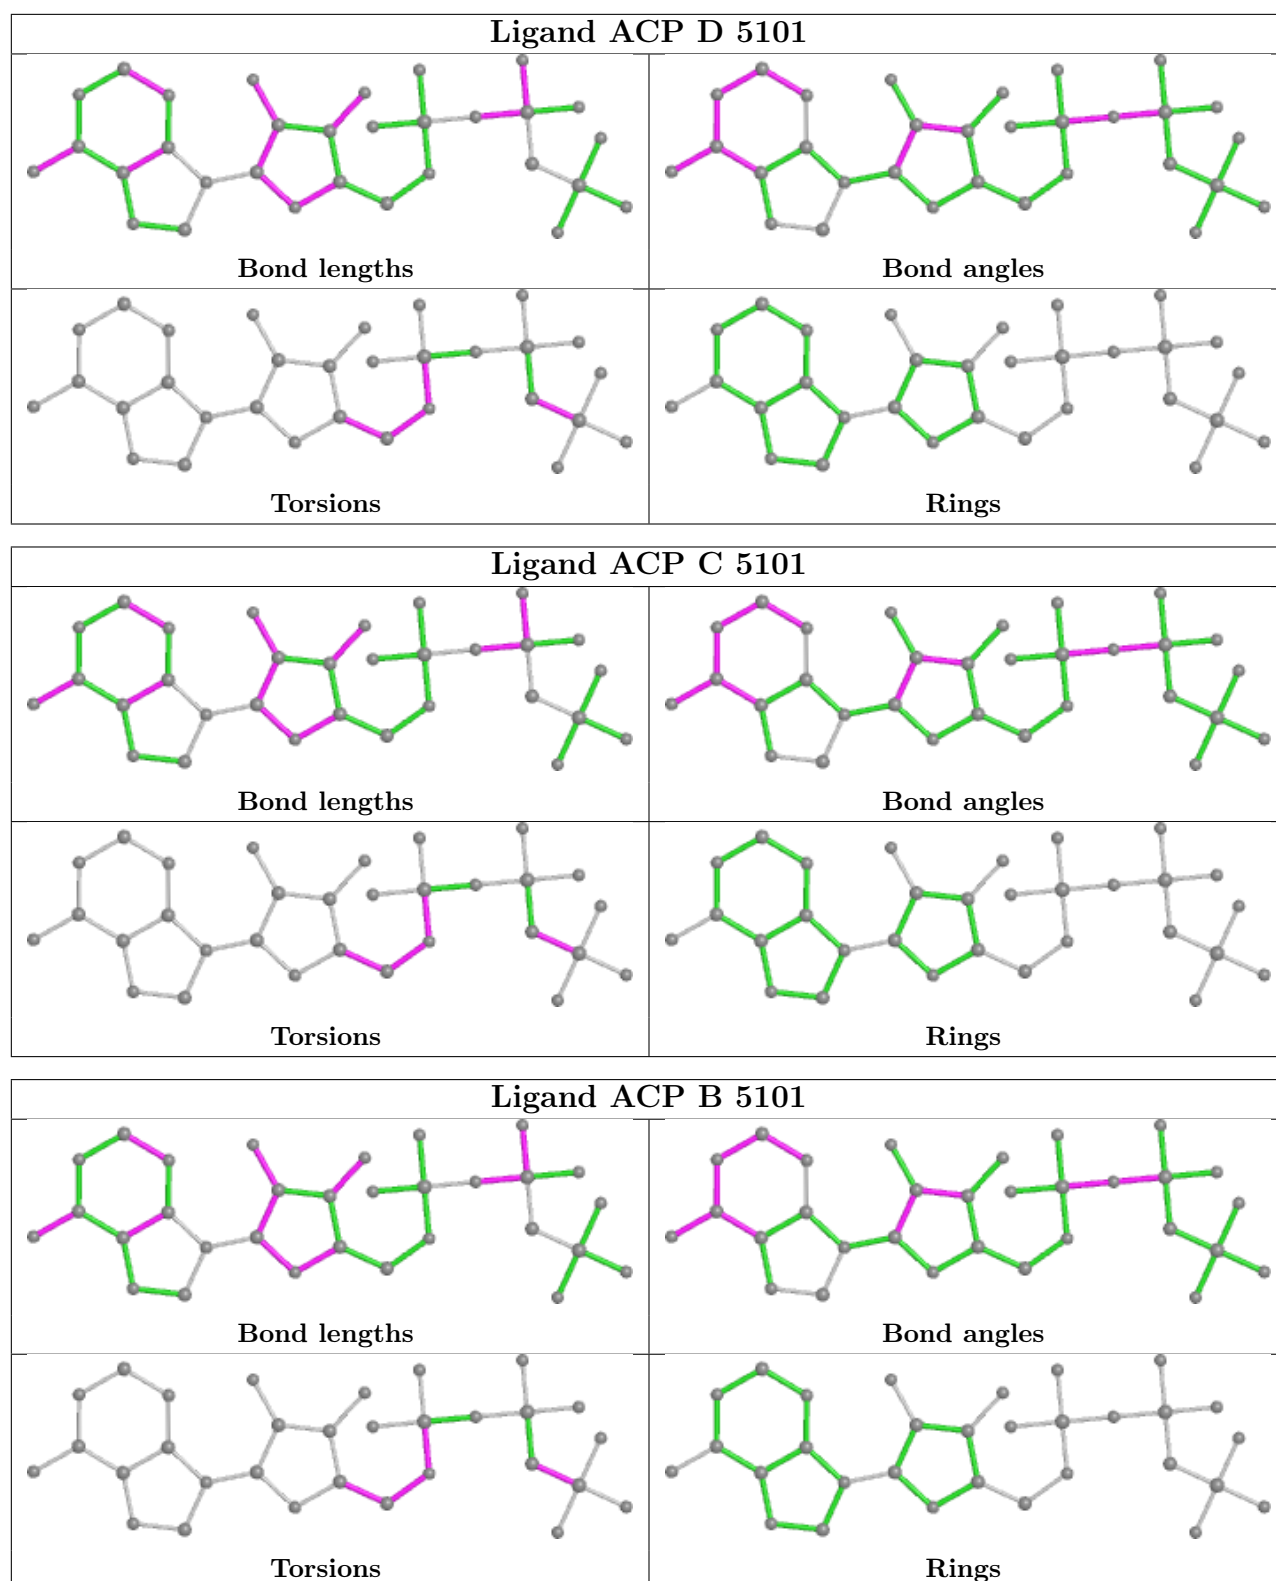 Ligand ACP D 5101
Bond lengths
Bond angles
Torsions
Rings
Ligand ACP C 5101
Bond lengths
Bond angles
Torsions
Rings
Ligand ACP B 5101
Bond lengths
Bond angles
Torsions
Rings